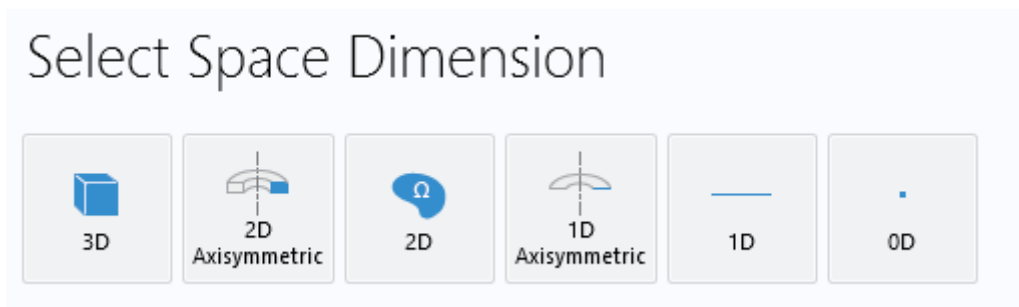 Select Space Dimension
3D
2D
Axisymmetric
Ω
2D
1D
Axisymmetric
1D
0D